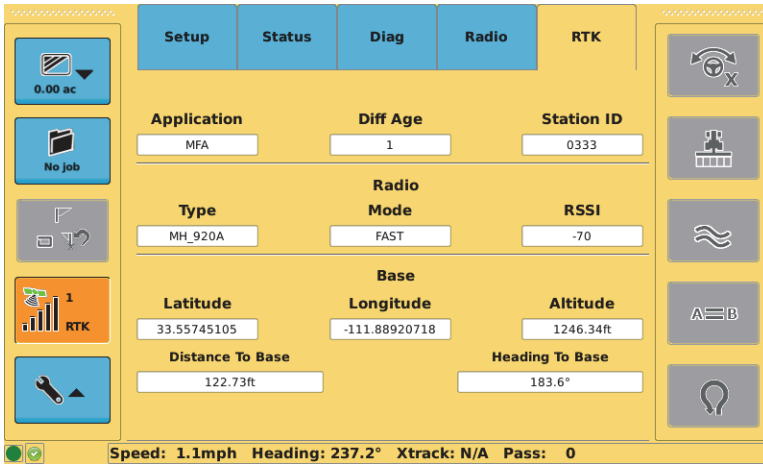 Setup Status Diag Radio RTK
0.00 ac
X
Application Diff Age Station ID
MFA 1 0333
No job
Radio
Type Mode RSSI
MH_920A FAST -70
Base
Latitude Longitude Altitude
1
RTK
A B
33.55745105 -111.88920718 1246.34ft
Distance To Base Heading To Base
122.73ft 183.6°
Speed: 1.1mph Heading: 237.2° Xtrack: N/A Pass: 0